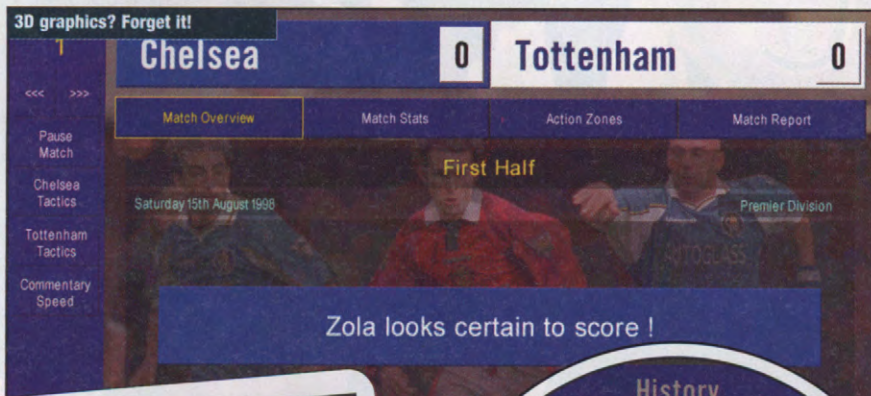 3D graphics? Forget it!
1
<<< >>>
Pause
Match
Chelsea
Tactics
Tottenham
Tactics
Commentary
Speed
Chelsea 0 Tottenham 0
Match Overview Match Stats Action Zones Match Report
First Half
Saturday 15th August 1998 Premier Division
AUTOGLASS
Zola looks certain to score !
History